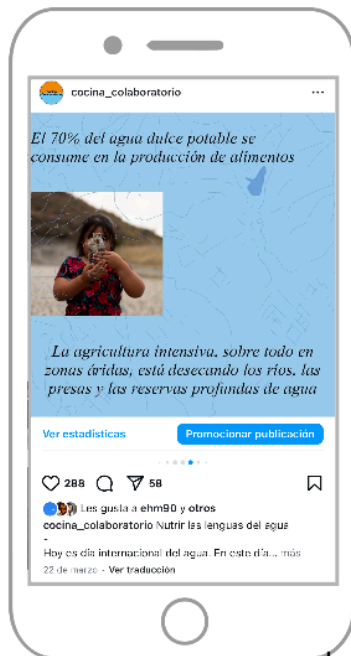 cocina_colaboratorio
El 70% del agua dulce potable se
consume en la producción de alimentos
La agricultura intensiva, sobre todo en
zonas áridas, está desecando los ríos, las
presas y las reservas profundas de agua
Ver estadísticas Promocionar publicación
288 58
Les gusta a ehm90 y otros
cocina_colaboratorio Nutrir las lenguas del agua
-
Hoy es día internacional del agua. En este día... más
22 de marzo · Ver traducción